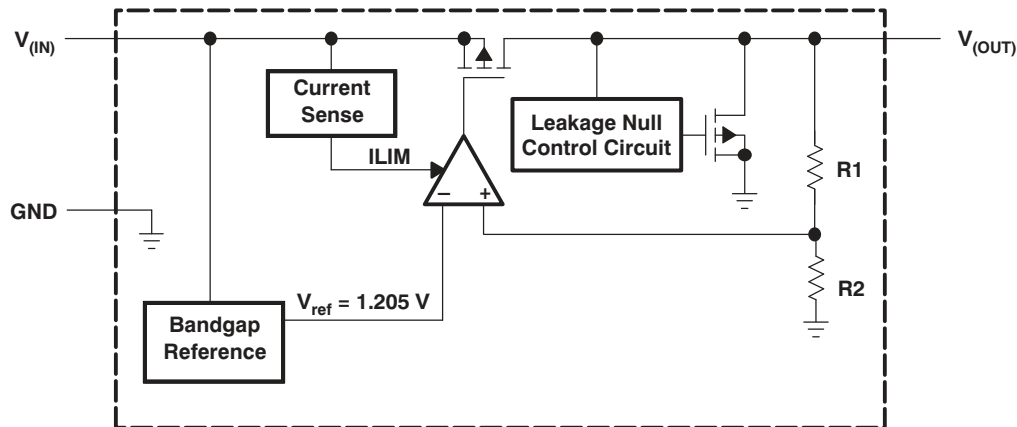 V(IN)
V(OUT)
Current
Sense
Leakage Null
Control Circuit
ILIM
R1
− +
GND
R2
Vref = 1.205 V
Bandgap
Reference